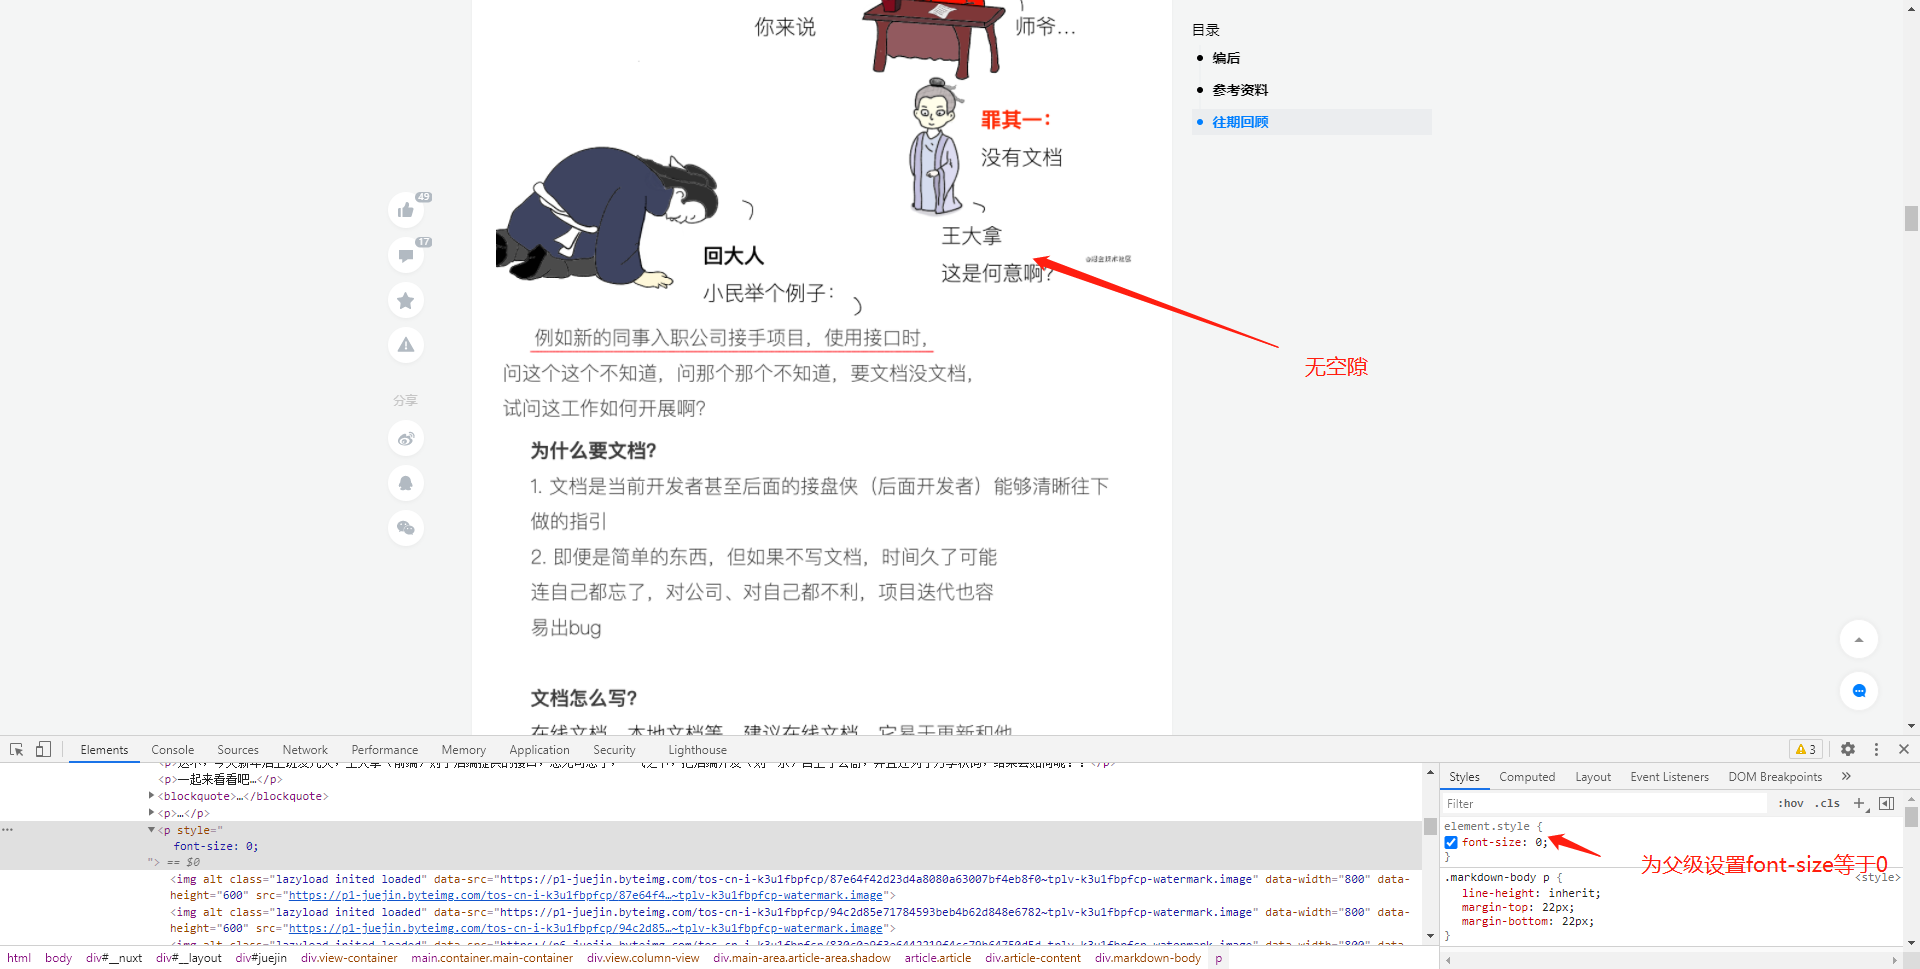 你来说
师爷...
目录
编后
参考资料
往期回顾
罪其一：
没有文档
49
17
王大拿
这是何意啊？
@掘金技术社区
回大人
小民举个例子：
无空隙
例如新的同事入职公司接手项目，使用接口时，
问这个这个不知道，问那个那个不知道，要文档没文档，
试问这工作如何开展啊？
分享
为什么要文档？
1. 文档是当前开发者甚至后面的接盘侠（后面开发者）能够清晰往下
做的指引
2. 即便是简单的东西，但如果不写文档，时间久了可能
连自己都忘了，对公司、对自己都不利，项目迭代也容
易出bug
文档怎么写？
在线文档、本地文档等，建议在线文档，它易于更新和他
Elements Console Sources Network Performance Memory Application Security Lighthouse
3
<p>一起来看看吧…</p>
<blockquote>…</blockquote>
<p>…</p>
<p style="
font-size: 0;
"> == $0
<img alt class="lazyload inited loaded" data-src="https://p1-juejin.byteimg.com/tos-cn-i-k3u1fbpfcp/87e64f42d23d4a8080a63007bf4eb8f0~tplv-k3u1fbpfcp-watermark.image" data-width="800" data-
height="600" src="https://p1-juejin.byteimg.com/tos-cn-i-k3u1fbpfcp/87e64f4…~tplv-k3u1fbpfcp-watermark.image">
<img alt class="lazyload inited loaded" data-src="https://p1-juejin.byteimg.com/tos-cn-i-k3u1fbpfcp/94c2d85e71784593beb4b62d848e6782~tplv-k3u1fbpfcp-watermark.image" data-width="800" data-
height="600" src="https://p1-juejin.byteimg.com/tos-cn-i-k3u1fbpfcp/94c2d85…~tplv-k3u1fbpfcp-watermark.image">
html body div#__nuxt div#__layout div#juejin div.view-container main.container.main-container div.view.column-view div.main-area.article-area.shadow article.article div.article-content div.markdown-body p
Styles Computed Layout Event Listeners DOM Breakpoints »
Filter :hov .cls +
element.style {
font-size: 0;
}
为父级设置font-size等于0
.markdown-body p { <style>
line-height: inherit;
margin-top: 22px;
margin-bottom: 22px;
}